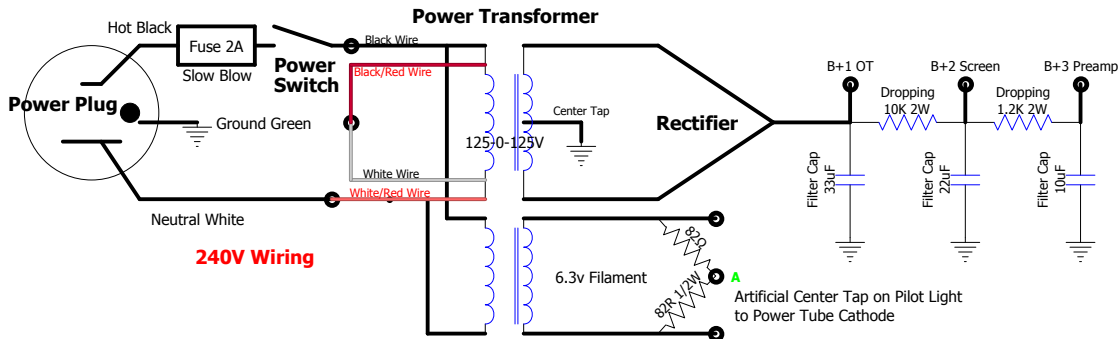 Power Transformer
Hot Black
Fuse 2A
Slow Blow
Power
Switch
Black Wire
Black/Red Wire
Power Plug
Ground Green
Center Tap
125-0-125V
White Wire
White/Red Wire
Neutral White
240V Wiring
Rectifier
B+1 OT
B+2 Screen
B+3 Preamp
Dropping
10K 2W
Dropping
1.2K 2W
Filter Cap
33uF
Filter Cap
22uF
Filter Cap
10uF
6.3v Filament
82Ω
82R 1/2W
A
Artificial Center Tap on Pilot Light
to Power Tube Cathode